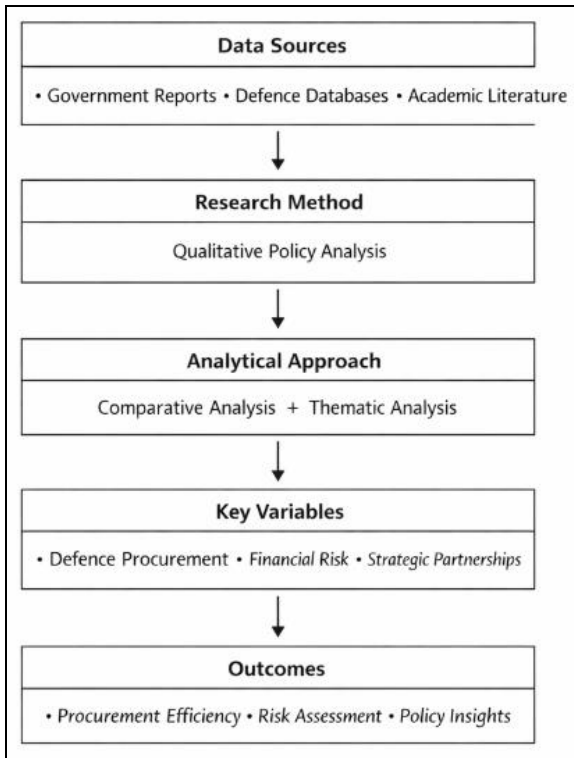 Data Sources
• Government Reports • Defence Databases • Academic Literature
Research Method
Qualitative Policy Analysis
Analytical Approach
Comparative Analysis + Thematic Analysis
Key Variables
• Defence Procurement • Financial Risk • Strategic Partnerships
Outcomes
• Procurement Efficiency • Risk Assessment • Policy Insights